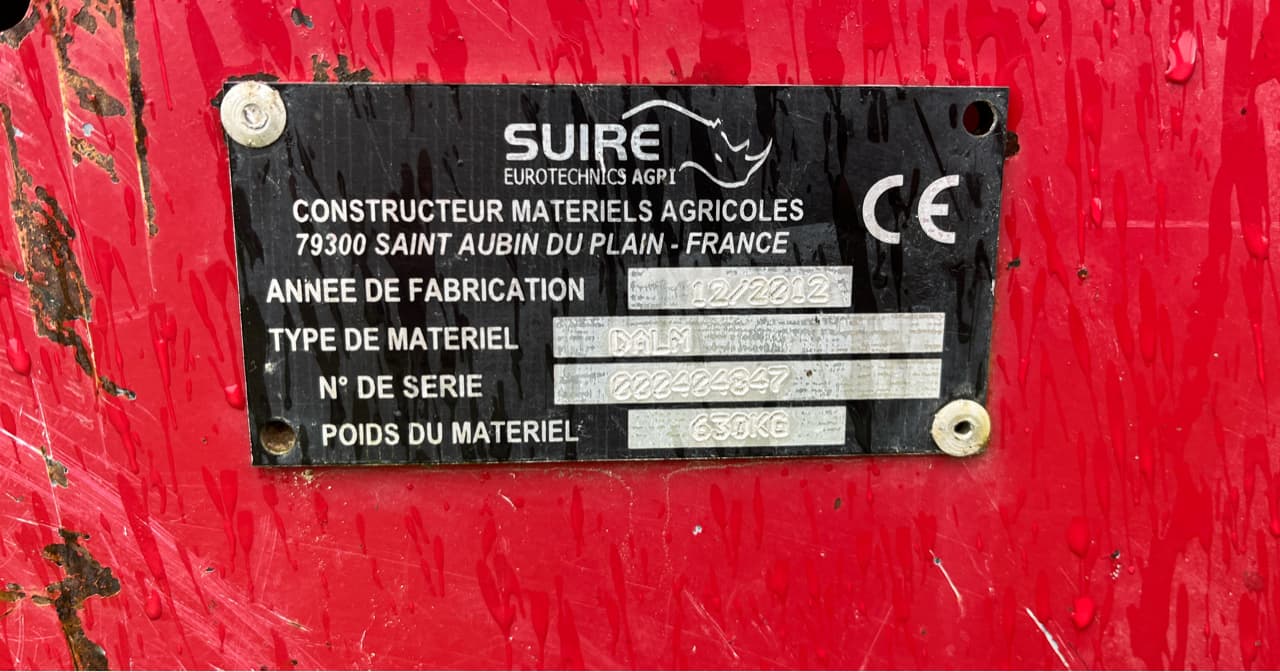 SUIRE
EUROTECHNICS AGRI
CONSTRUCTEUR MATERIELS AGRICOLES
79300 SAINT AUBIN DU PLAIN - FRANCE
CE
ANNEE DE FABRICATION 12/2012
TYPE DE MATERIEL DALM
N° DE SERIE 000404847
POIDS DU MATERIEL 630KG